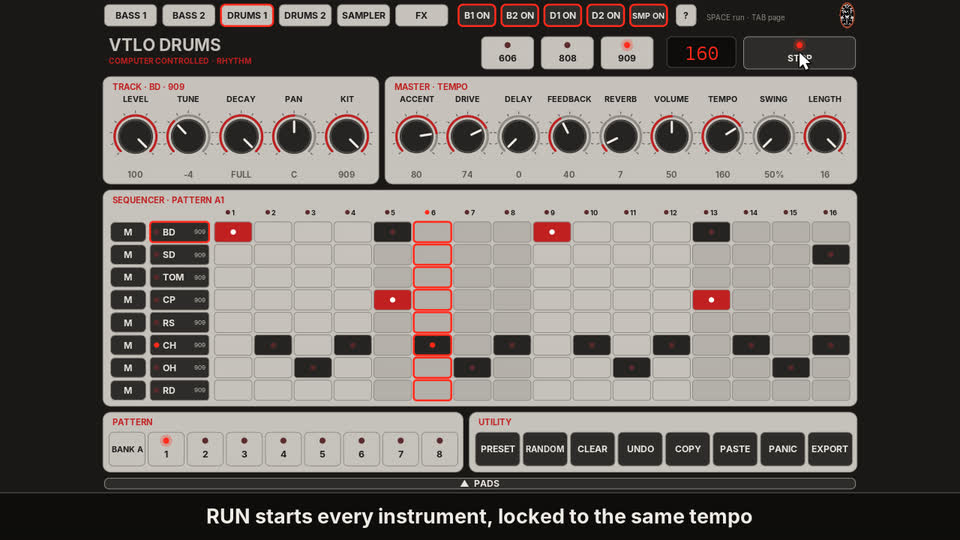 BASS 1 BASS 2 DRUMS 1 DRUMS 2 SAMPLER FX B1 ON B2 ON D1 ON D2 ON SMP ON ? SPACE run · TAB page
VTLO DRUMS
COMPUTER CONTROLLED · RHYTHM
606 808 909 160
TRACK · BD · 909
LEVEL TUNE DECAY PAN KIT
100 -4 FULL C 909
MASTER · TEMPO
ACCENT DRIVE DELAY FEEDBACK REVERB VOLUME TEMPO SWING LENGTH
80 74 0 40 7 50 160 50% 16
SEQUENCER · PATTERN A1
1 2 3 4 5 6 7 8 9 10 11 12 13 14 15 16
M BD 909
M SD 909
M TOM 909
M CP 909
M RS 909
M CH 909
M OH 909
M RD 909
PATTERN
BANK A 1 2 3 4 5 6 7 8
UTILITY
PRESET RANDOM CLEAR UNDO COPY PASTE PANIC EXPORT
▲ PADS
RUN starts every instrument, locked to the same tempo